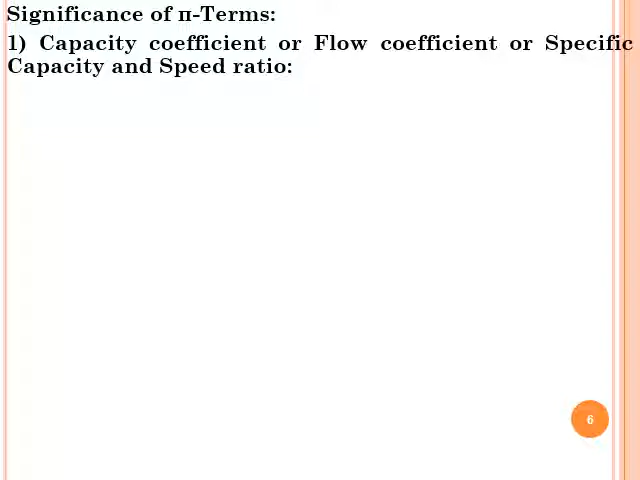 Significance of π-Terms:
1) Capacity coefficient or Flow coefficient or Specific
Capacity and Speed ratio:
6